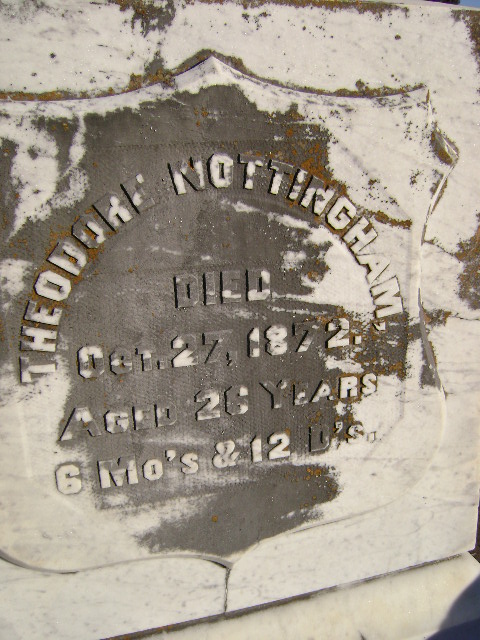 THEODORE NOTTINGHAM
DIED
OCT. 27, 1872.
AGED 26 YEARS
6 MO'S & 12 D'S.